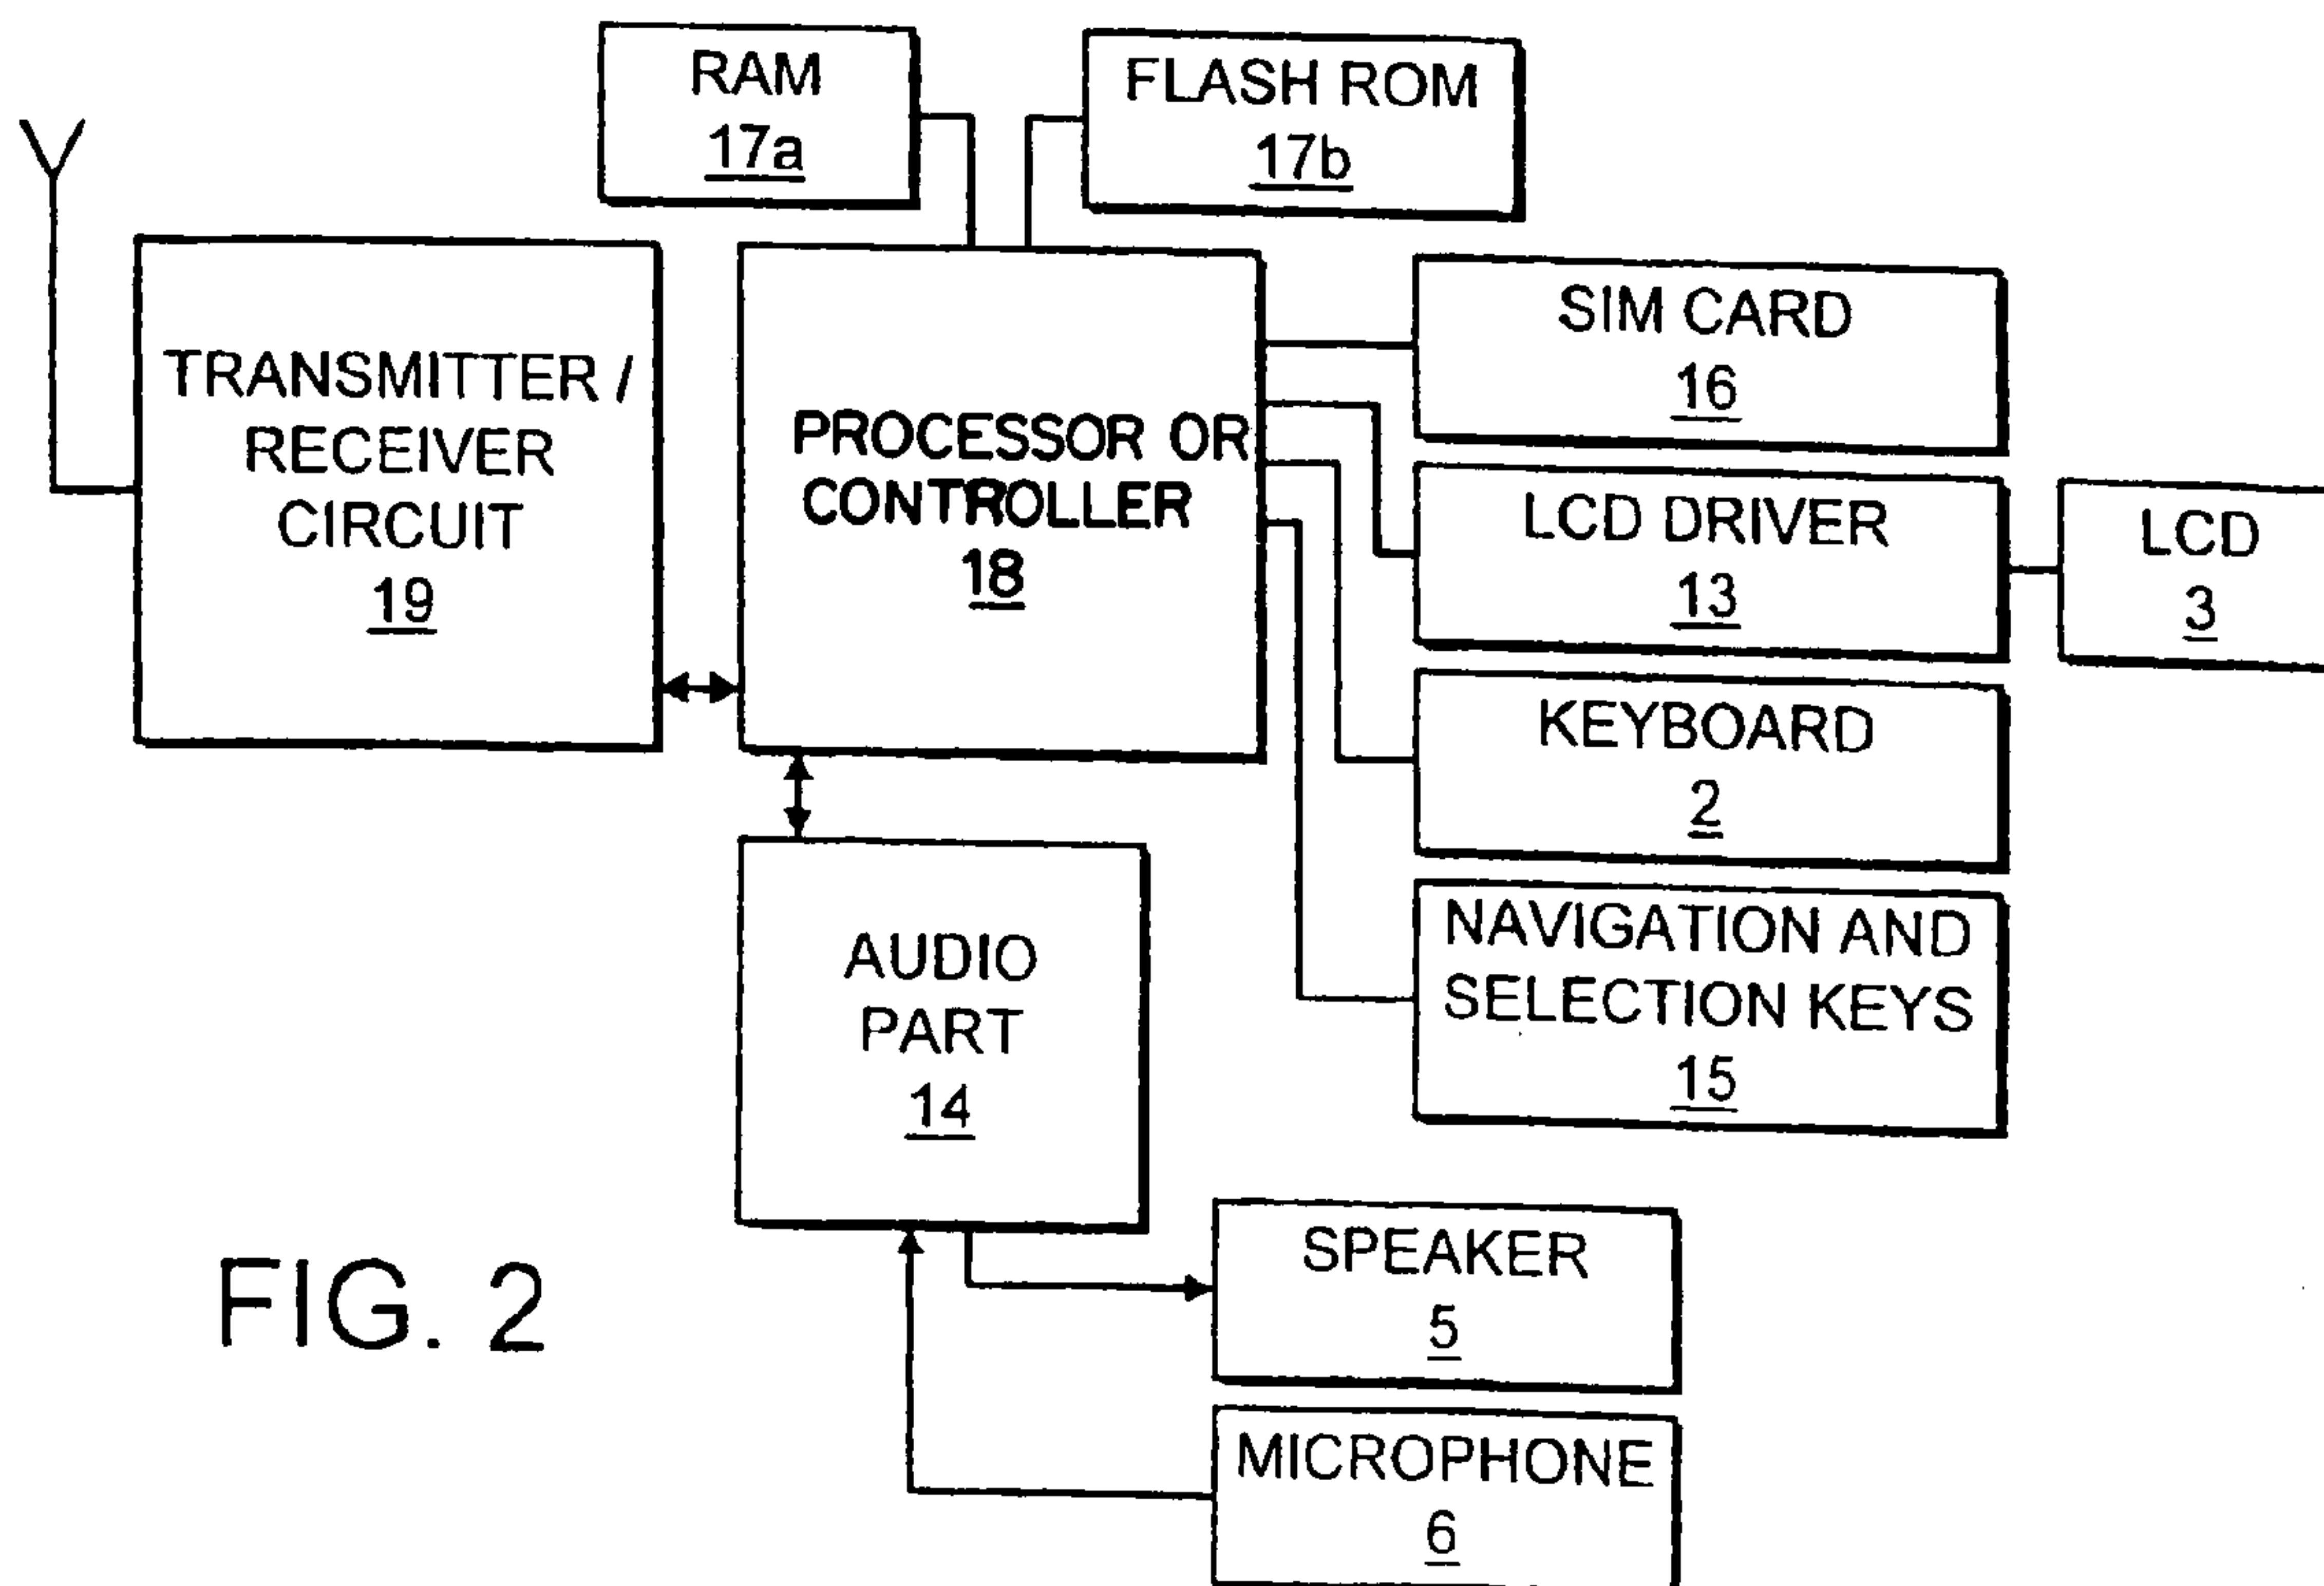 RAM
17a
FLASH ROM
17b
TRANSMITTER /
RECEIVER
CIRCUIT
19
PROCESSOR OR
CONTROLLER
18
SIM CARD
16
LCD DRIVER
13
LCD
3
KEYBOARD
2
NAVIGATION AND
SELECTION KEYS
15
AUDIO
PART
14
SPEAKER
5
MICROPHONE
6
FIG. 2